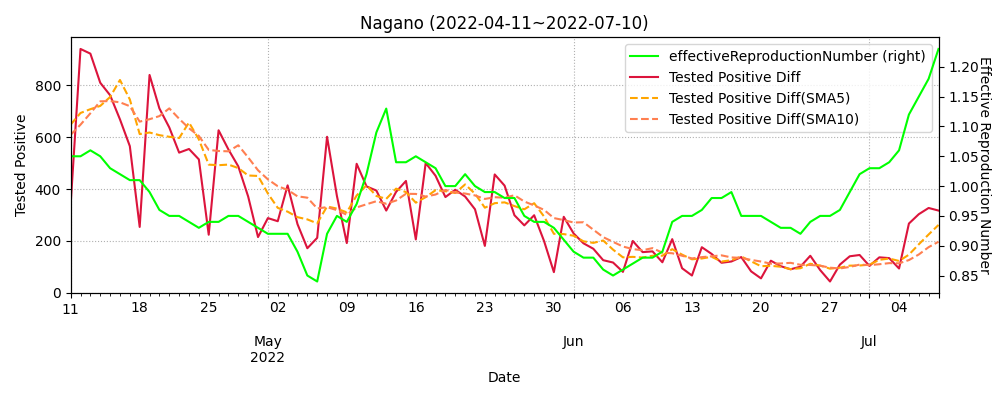 Nagano (2022-04-11~2022-07-10)
effectiveReproductionNumber (right)
Tested Positive Diff
Tested Positive Diff(SMA5)
Tested Positive Diff(SMA10)
Tested Positive
800
600
400
200
0
1.20
1.15
1.10
1.05
1.00
0.95
0.90
0.85
Effective Reproduction Number
11 18 25 02 09 16 23 30 06 13 20 27 04
May Jun Jul
2022
Date